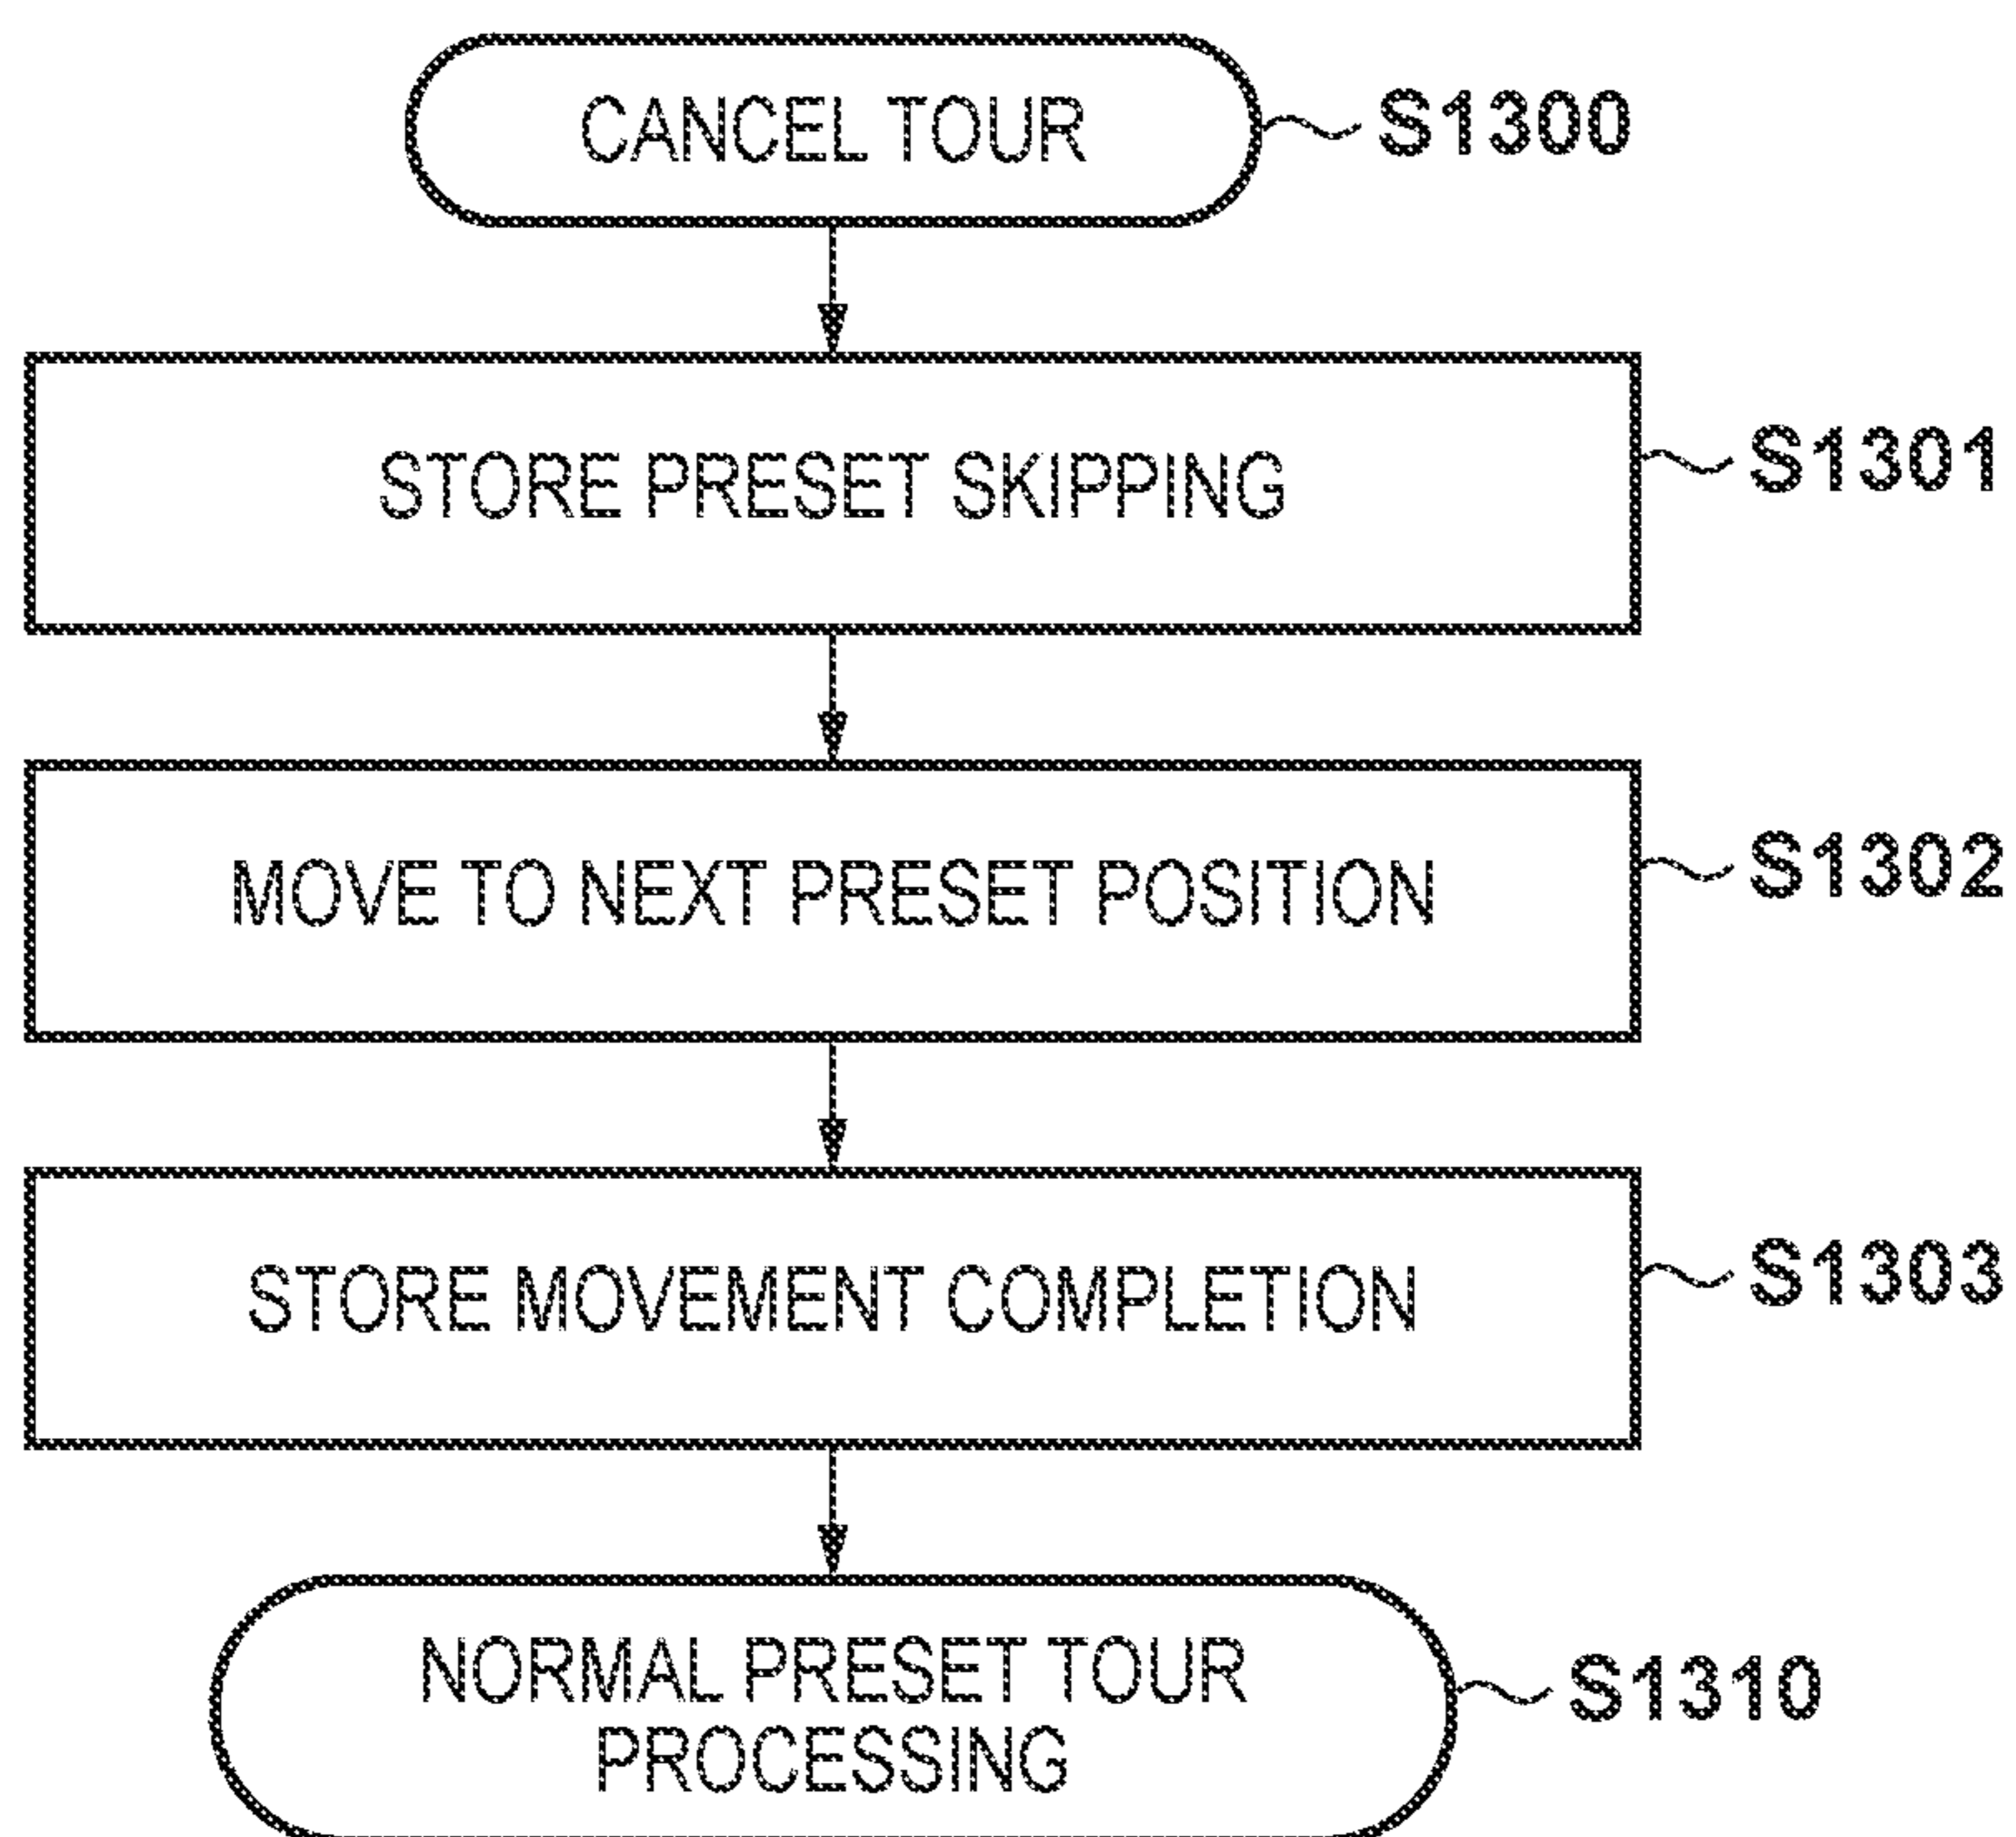 CANCEL TOUR
S1300
STORE PRESET SKIPPING
S1301
MOVE TO NEXT PRESET POSITION
S1302
STORE MOVEMENT COMPLETION
S1303
NORMAL PRESET TOUR
PROCESSING
S1310